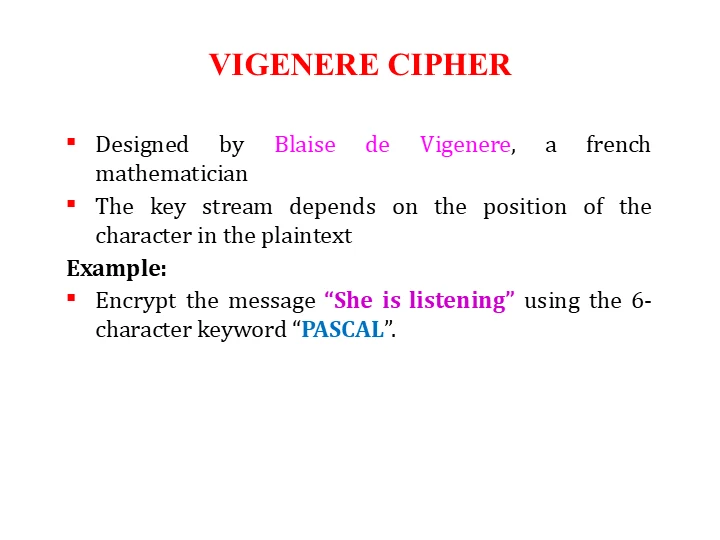 VIGENERE CIPHER
▪ Designed by Blaise de Vigenere, a french
mathematician
▪ The key stream depends on the position of the
character in the plaintext
Example:
▪ Encrypt the message “She is listening” using the 6-
character keyword “PASCAL”.